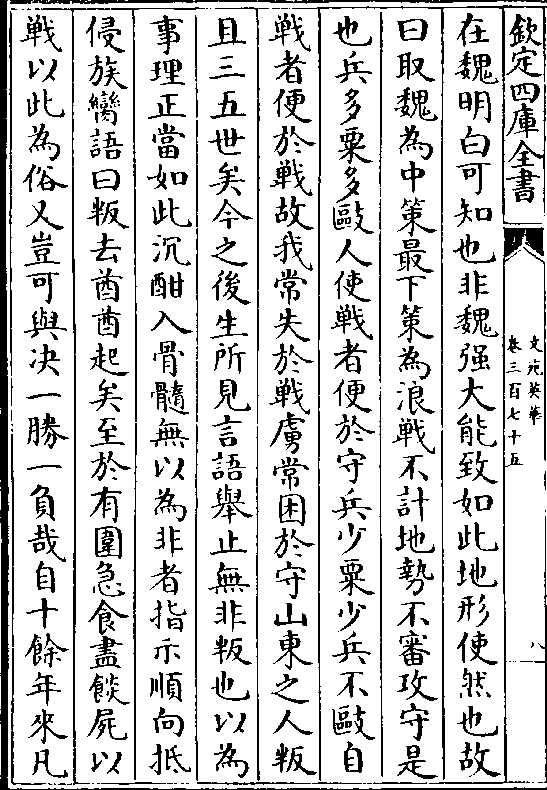 欽定四庫全書
文苑英華
卷三百七十五
八
在魏明白可知也非魏强大能致如此地形使然也故
曰取魏為中策最下策為浪戰不計地勢不審攻守是
也兵多粟多敺人使戰者便於守兵少粟少兵不敺自
戰者便於戰故我常失於戰虜常困於守山東之人叛
且三五世矣今之後生所見言語舉止無非叛也以為
事理正當如此沉酣入骨髓無以為非者指示順向抵
侵族臠語曰叛去酋酋起矣至於有圍急食盡餤屍以
戰以此為俗又豈可與决一勝一負哉自十餘年來凡